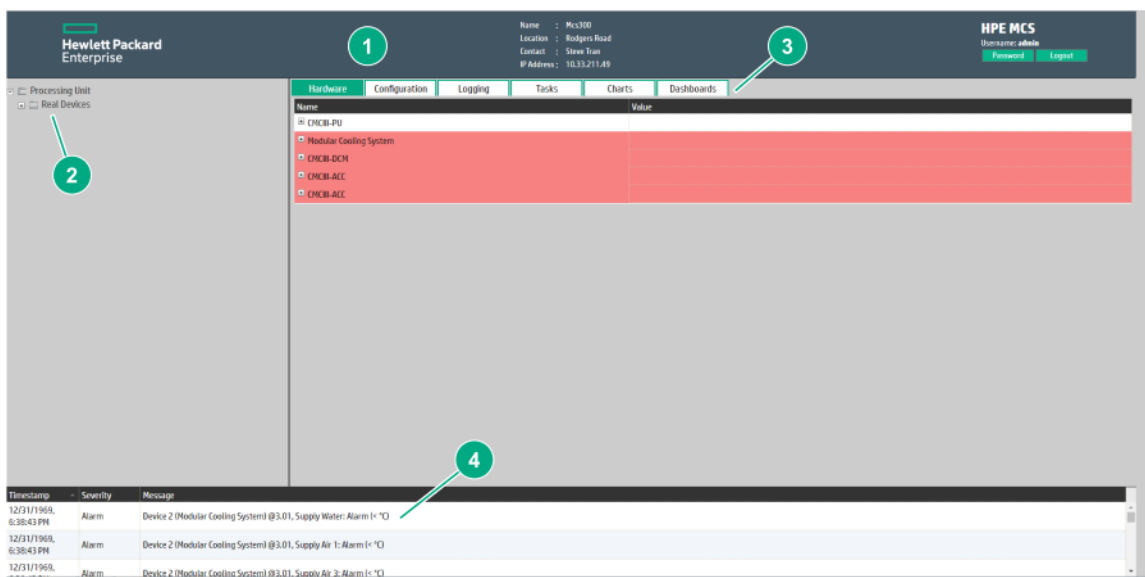 Hewlett Packard
Enterprise
1
Name : Mcs300
Location : Rodgers Road
Contact : Steve Tran
IP Address : 10.33.211.49
3
HPE MCS
Username: admin
Password Logout
Processing Unit
Real Devices
2
Hardware Configuration Logging Tasks Charts Dashboards
Name Value
CMCIII-PU
Modular Cooling System
CMCIII-DCM
CMCIII-ACC
CMCIII-ACC
4
Timestamp Severity Message
12/31/1969,
6:38:43 PM Alarm Device 2 (Modular Cooling System) @3.01, Supply Water: Alarm (< °C)
12/31/1969,
6:38:43 PM Alarm Device 2 (Modular Cooling System) @3.01, Supply Air 1: Alarm (< °C)
12/31/1969,
Alarm Device 2 (Modular Cooling System) @3.01, Supply Air 3: Alarm (< °C)